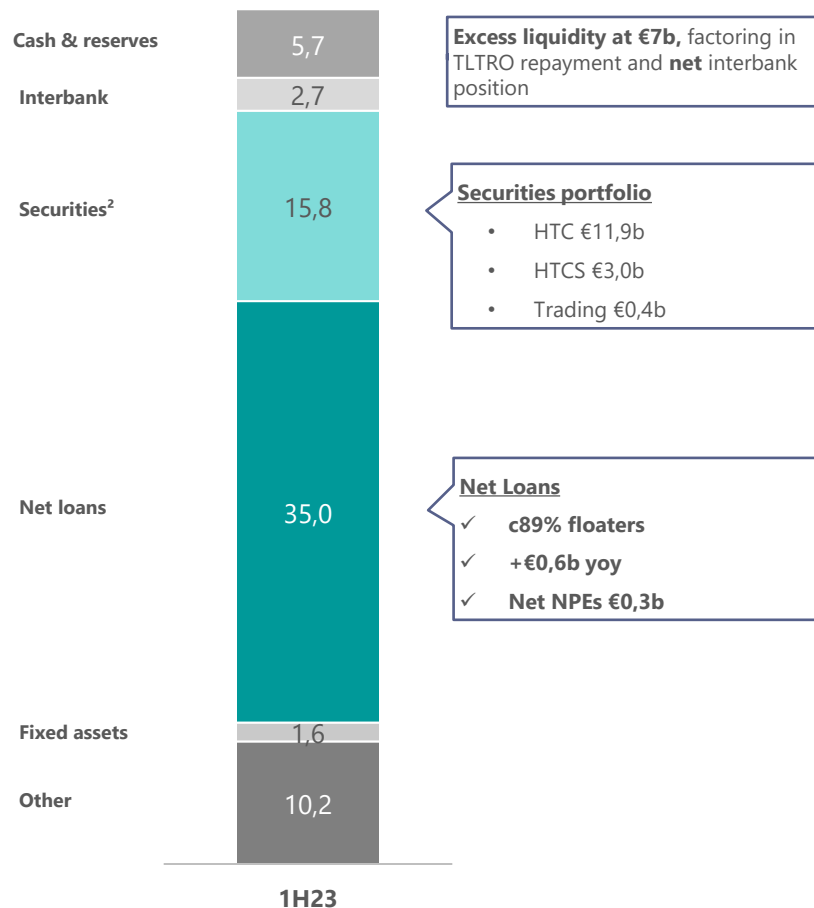 Cash & reserves
5,7
Excess liquidity at €7b, factoring in
TLTRO repayment and net interbank
position
Interbank
2,7
Securities²
15,8
Securities portfolio
• HTC €11,9b
• HTCS €3,0b
• Trading €0,4b
Net loans
35,0
Net Loans
✓ c89% floaters
✓ +€0,6b yoy
✓ Net NPEs €0,3b
Fixed assets
1,6
Other
10,2
1H23